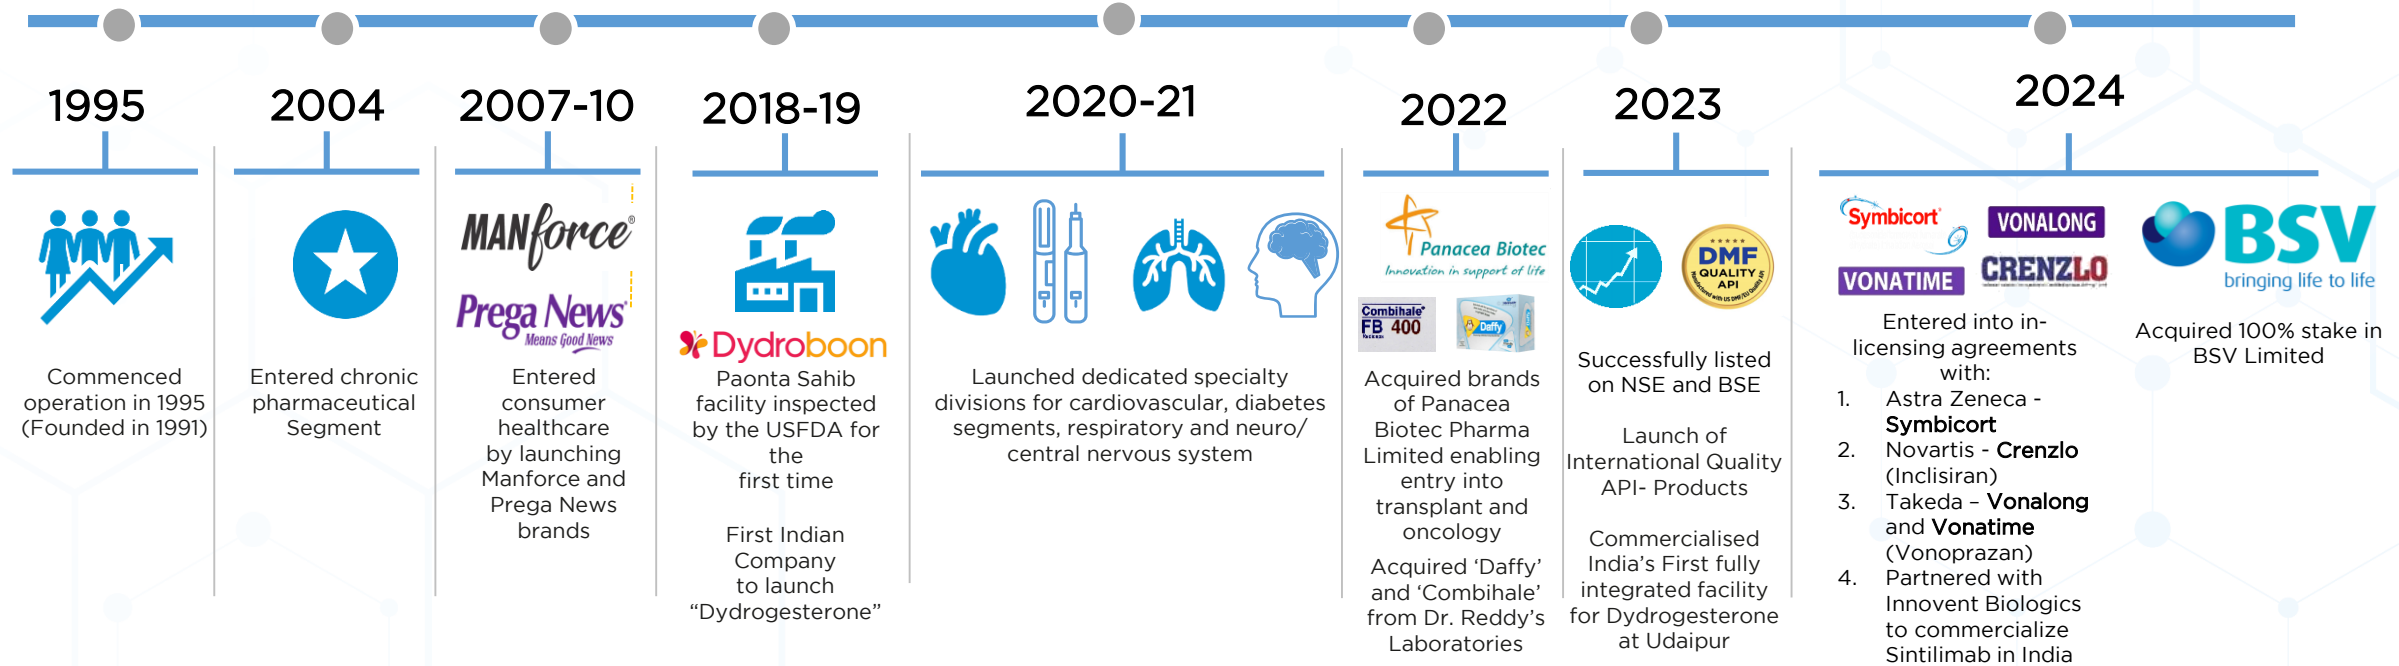 1995
Commenced
operation in 1995
(Founded in 1991)
2004
Entered chronic
pharmaceutical
Segment
2007-10
MANforce®
Prega News
Means Good News
Entered
consumer
healthcare
by launching
Manforce and
Prega News
brands
2018-19
Dydroboon
Paonta Sahib
facility inspected
by the USFDA for
the
first time
First Indian
Company
to launch
“Dydrogesterone”
2020-21
Launched dedicated specialty
divisions for cardiovascular, diabetes
segments, respiratory and neuro/
central nervous system
2022
Panacea Biotec
Innovation in support of life
Combihale
FB 400
Daffy
Acquired brands
of Panacea
Biotec Pharma
Limited enabling
entry into
transplant and
oncology
Acquired ‘Daffy’
and ‘Combihale’
from Dr. Reddy’s
Laboratories
2023
DMF
QUALITY
API
Successfully listed
on NSE and BSE
Launch of
International Quality
API- Products
Commercialised
India’s First fully
integrated facility
for Dydrogesterone
at Udaipur
2024
Symbicort
VONALONG
VONATIME
CRENZLO
Entered into in-
licensing agreements
with:
1. Astra Zeneca -
Symbicort
2. Novartis - Crenzlo
(Inclisiran)
3. Takeda – Vonalong
and Vonatime
(Vonoprazan)
4. Partnered with
Innovent Biologics
to commercialize
Sintilimab in India
BSV
bringing life to life
Acquired 100% stake in
BSV Limited